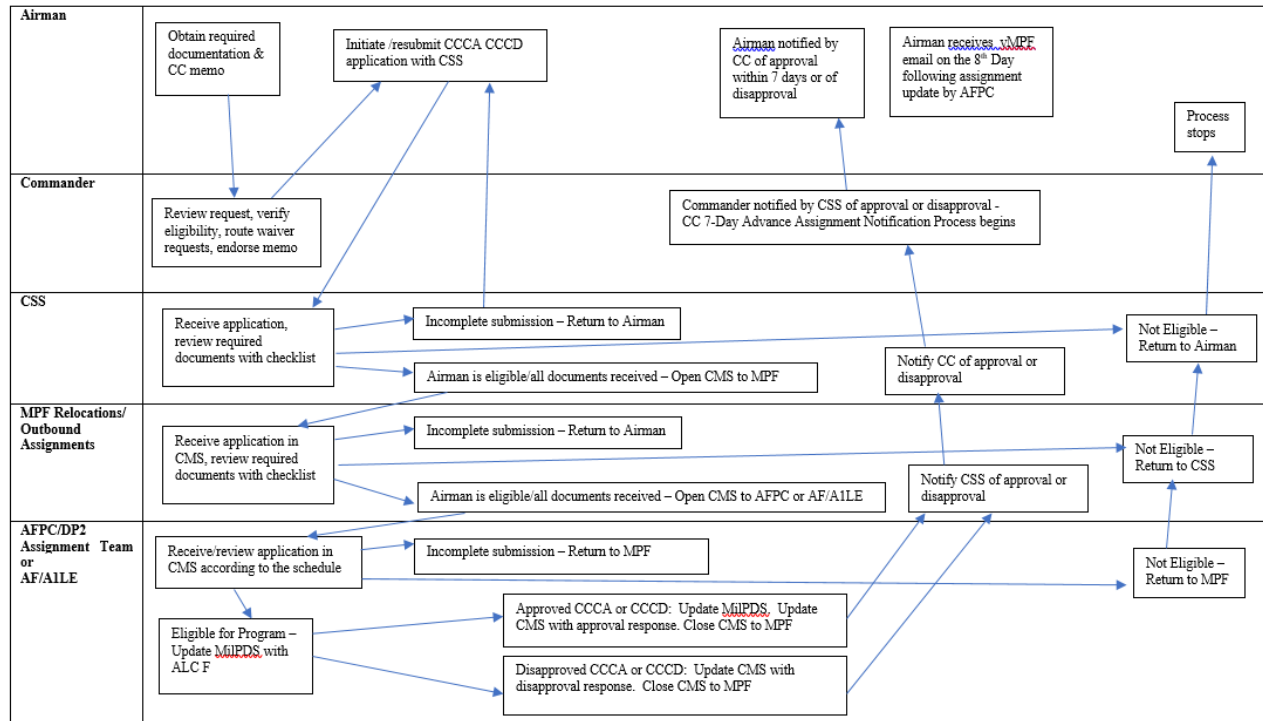 Airman
Obtain required
documentation &
CC memo
Initiate /resubmit CCCA CCCD
application with CSS
Airman notified by
CC of approval
within 7 days or of
disapproval
Airman receives vMPF
email on the 8th Day
following assignment
update by AFPC
Process
stops
Commander
Review request, verify
eligibility, route waiver
requests, endorse memo
Commander notified by CSS of approval or disapproval -
CC 7-Day Advance Assignment Notification Process begins
CSS
Receive application,
review required
documents with checklist
Incomplete submission – Return to Airman
Airman is eligible/all documents received – Open CMS to MPF
Notify CC of approval or
disapproval
Not Eligible –
Return to Airman
MPF Relocations/
Outbound
Assignments
Receive application in
CMS, review required
documents with checklist
Incomplete submission – Return to Airman
Airman is eligible/all documents received – Open CMS to AFPC or AF/A1LE
Notify CSS of approval or
disapproval
Not Eligible –
Return to CSS
AFPC/DP2
Assignment Team
or
AF/A1LE
Receive/review application in
CMS according to the schedule
Incomplete submission – Return to MPF
Not Eligible –
Return to MPF
Eligible for Program –
Update MilPDS with
ALC F
Approved CCCA or CCCD: Update MilPDS. Update
CMS with approval response. Close CMS to MPF
Disapproved CCCA or CCCD: Update CMS with
disapproval response. Close CMS to MPF